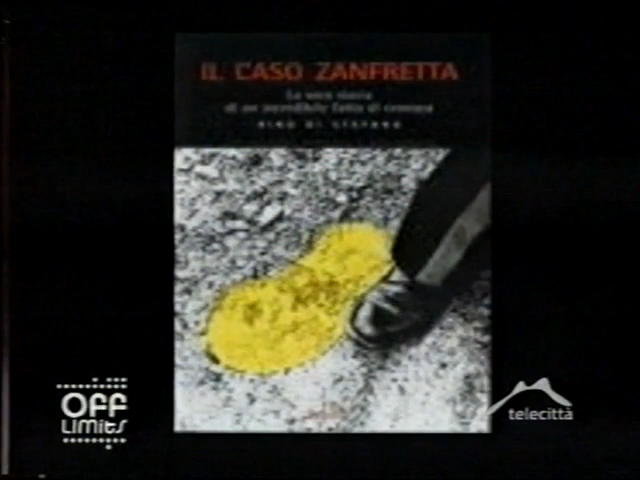 IL CASO ZANFRETTA
La vera storia
di un incredibile fatto di cronaca
RINO DI STEFANO
OFF
LIMITS
telecittà